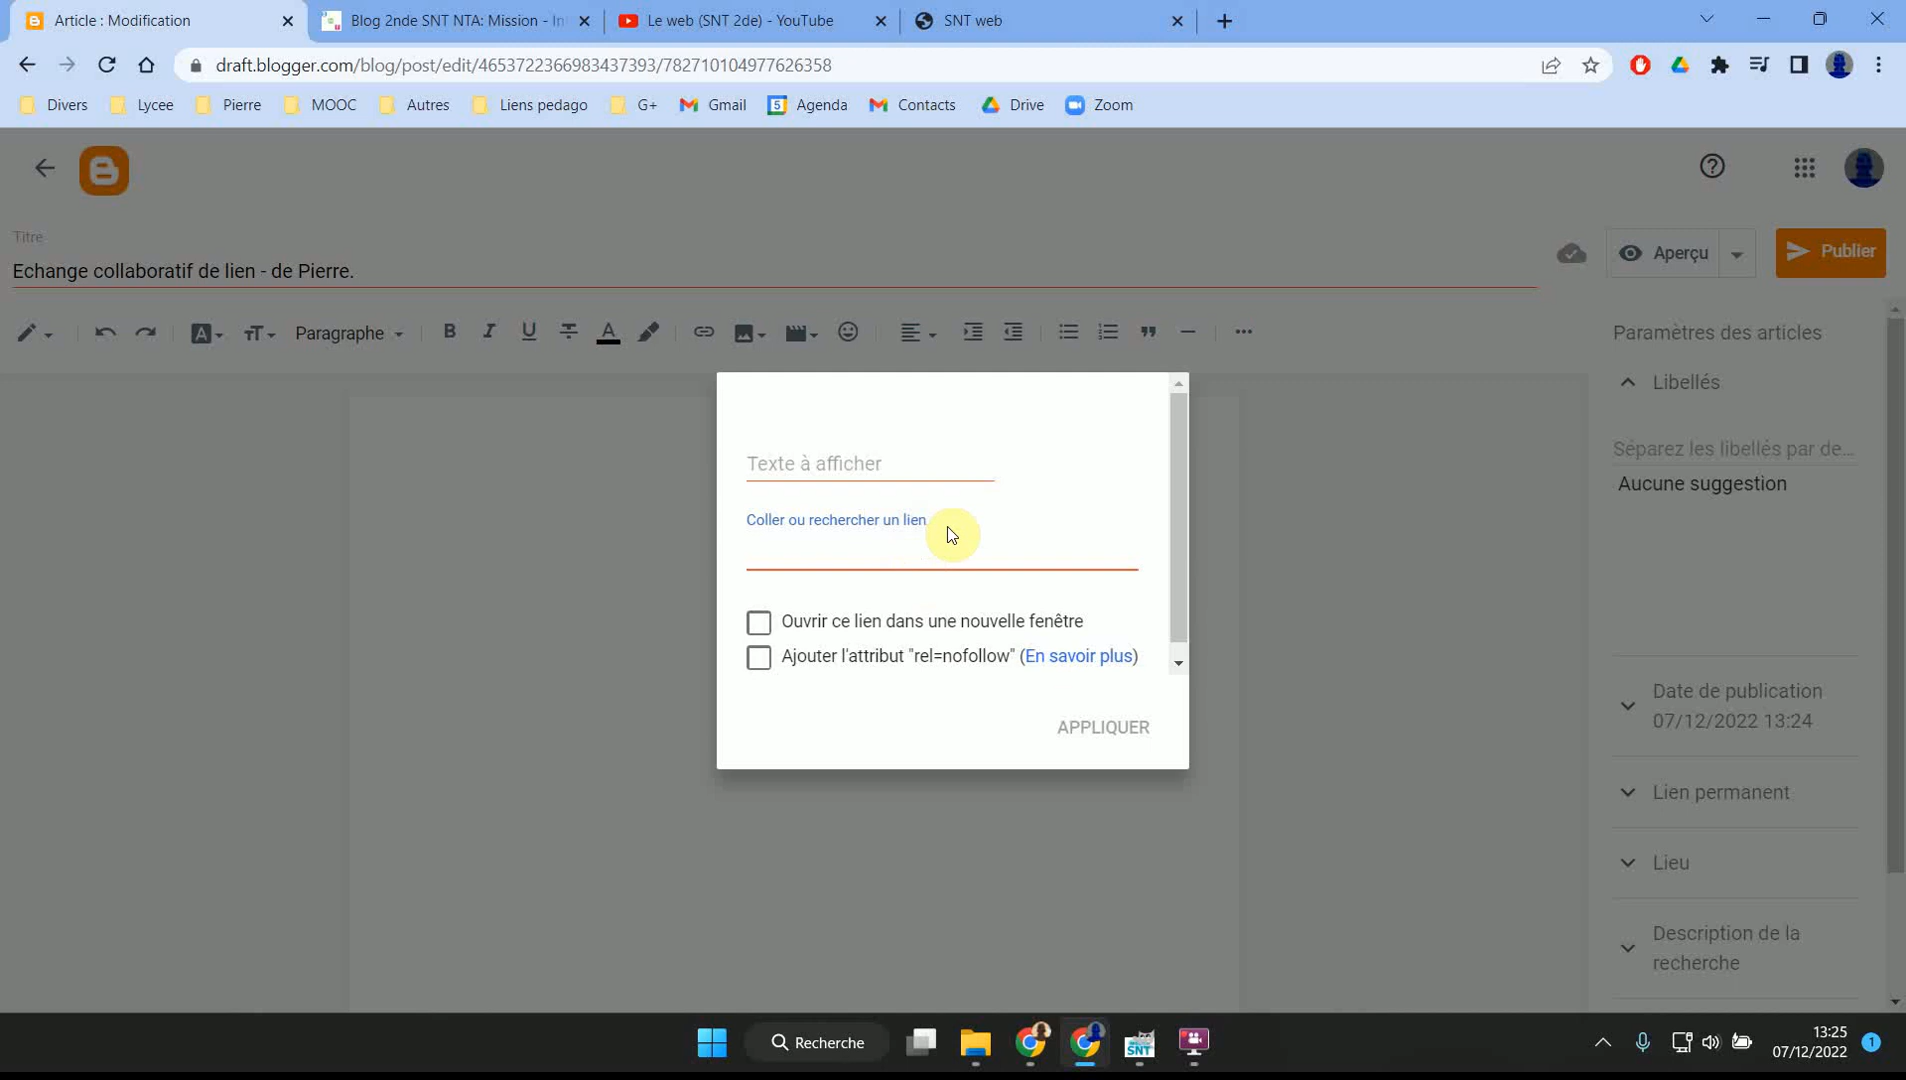 Article : Modification
Blog 2nde SNT NTA: Mission - In
Le web (SNT 2de) - YouTube
SNT web
draft.blogger.com/blog/post/edit/4653722366983437393/782710104977626358
Divers
Lycee
Pierre
MOOC
Autres
Liens pedago
G+
Gmail
5
Agenda
Contacts
Drive
Zoom
Titre
Echange collaboratif de lien - de Pierre.
Aperçu
Publier
Paragraphe
Paramètres des articles
Libellés
Séparez les libellés par de...
Aucune suggestion
Texte à afficher
Coller ou rechercher un lien
Ouvrir ce lien dans une nouvelle fenêtre
Ajouter l'attribut "rel=nofollow" (En savoir plus)
APPLIQUER
Date de publication
07/12/2022 13:24
Lien permanent
Lieu
Description de la
recherche
Recherche
SNT
13:25
07/12/2022
1